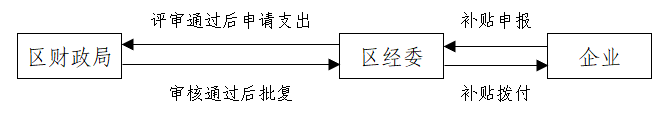 评审通过后申请支出
补贴申报
区财政局
区经委
企业
审核通过后批复
补贴拨付